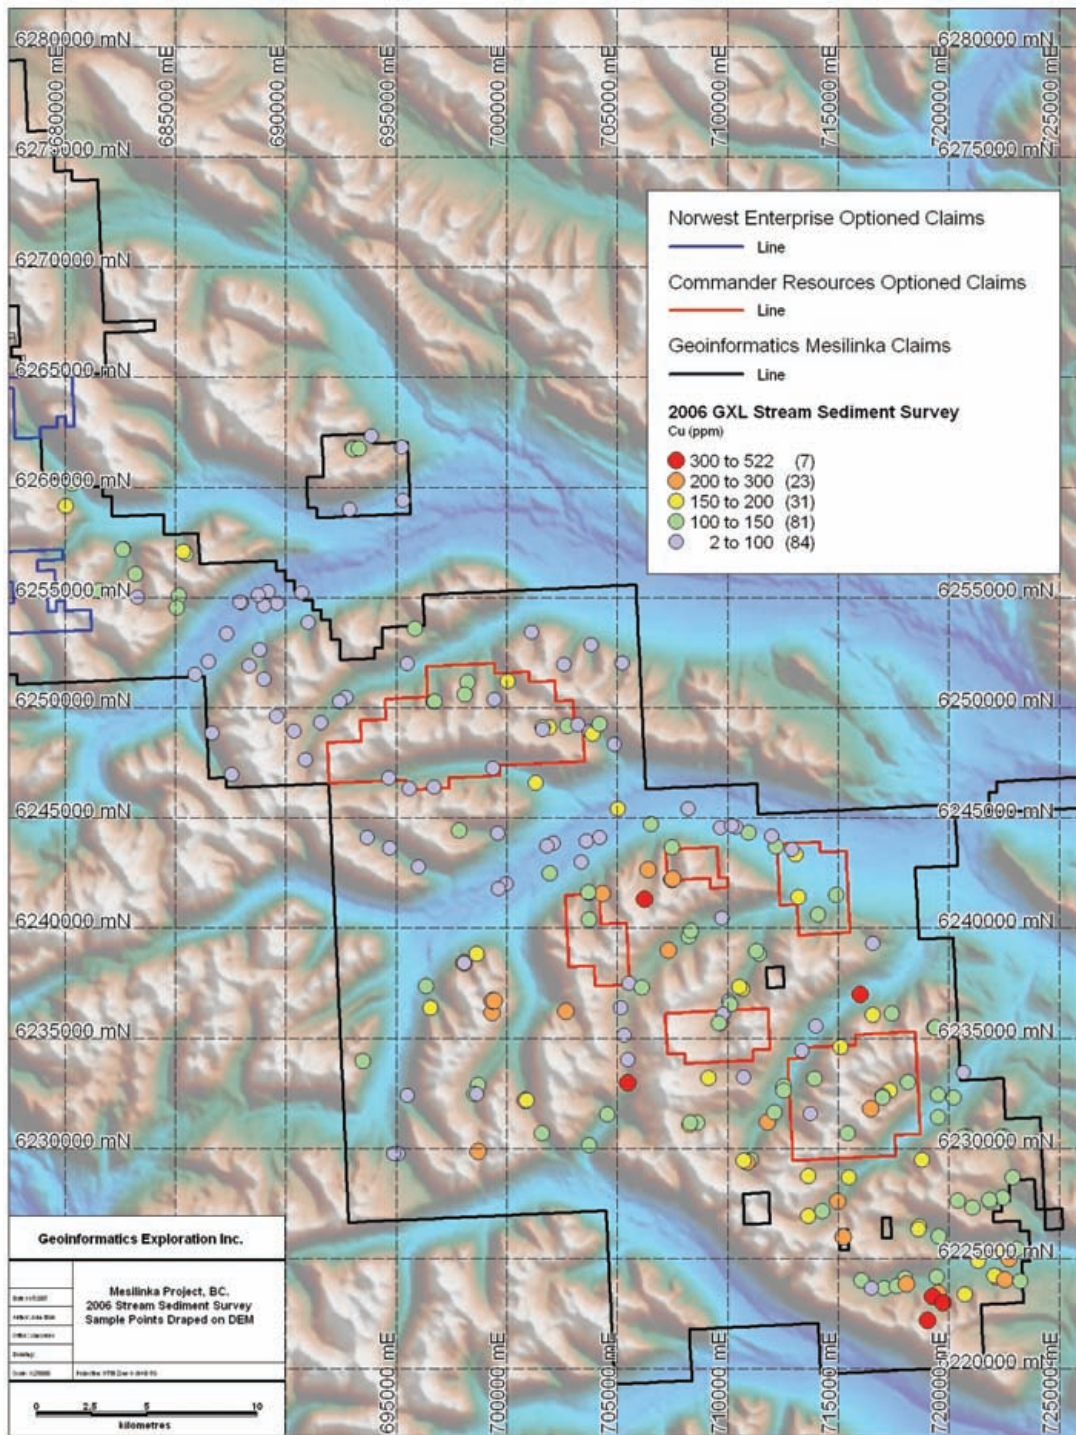 6280000 mN
6280000 mN
680000 mE
685000 mE
690000 mE
695000 mE
700000 mE
705000 mE
710000 mE
715000 mE
720000 mE
725000 mE
6275000 mN
6275000 mN
Norwest Enterprise Optioned Claims
Line
Commander Resources Optioned Claims
Line
Geoinformatics Mesilinka Claims
Line
2006 GXL Stream Sediment Survey
Cu (ppm)
300 to 522 (7)
200 to 300 (23)
150 to 200 (31)
100 to 150 (81)
2 to 100 (84)
6270000 mN
6265000 mN
6260000 mN
6255000 mN
6255000 mN
6250000 mN
6250000 mN
6245000 mN
6245000 mN
6240000 mN
6240000 mN
6235000 mN
6235000 mN
6230000 mN
6230000 mN
6225000 mN
6220000 mN
695000 mE
700000 mE
705000 mE
710000 mE
715000 mE
720000 mE
725000 mE
Geoinformatics Exploration Inc.
Mesilinka Project, BC.
2006 Stream Sediment Survey
Sample Points Draped on DEM
0 2.5 5 10
kilometres